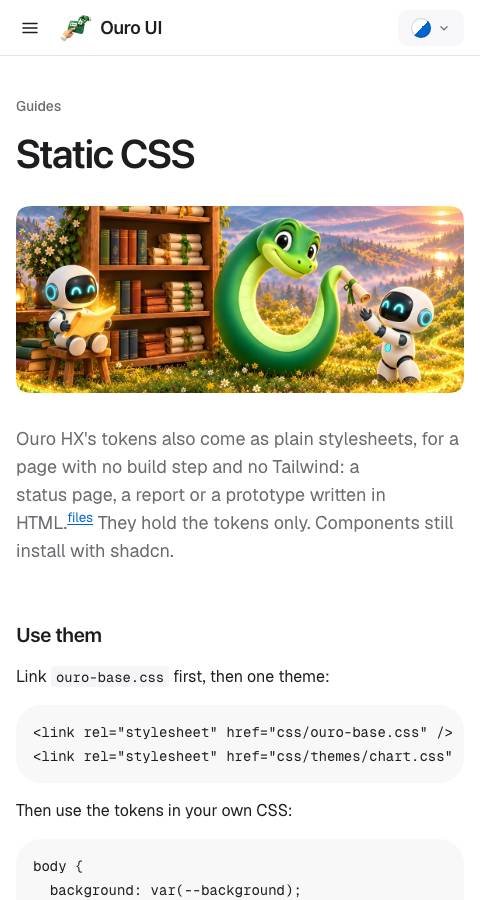 Ouro UI
Guides
Static CSS
Ouro HX's tokens also come as plain stylesheets, for a
page with no build step and no Tailwind: a
status page, a report or a prototype written in
HTML.files They hold the tokens only. Components still
install with shadcn.
Use them
Link ouro-base.css first, then one theme:
<link rel="stylesheet" href="css/ouro-base.css" />
<link rel="stylesheet" href="css/themes/chart.css"
Then use the tokens in your own CSS:
body {
background: var(--background);